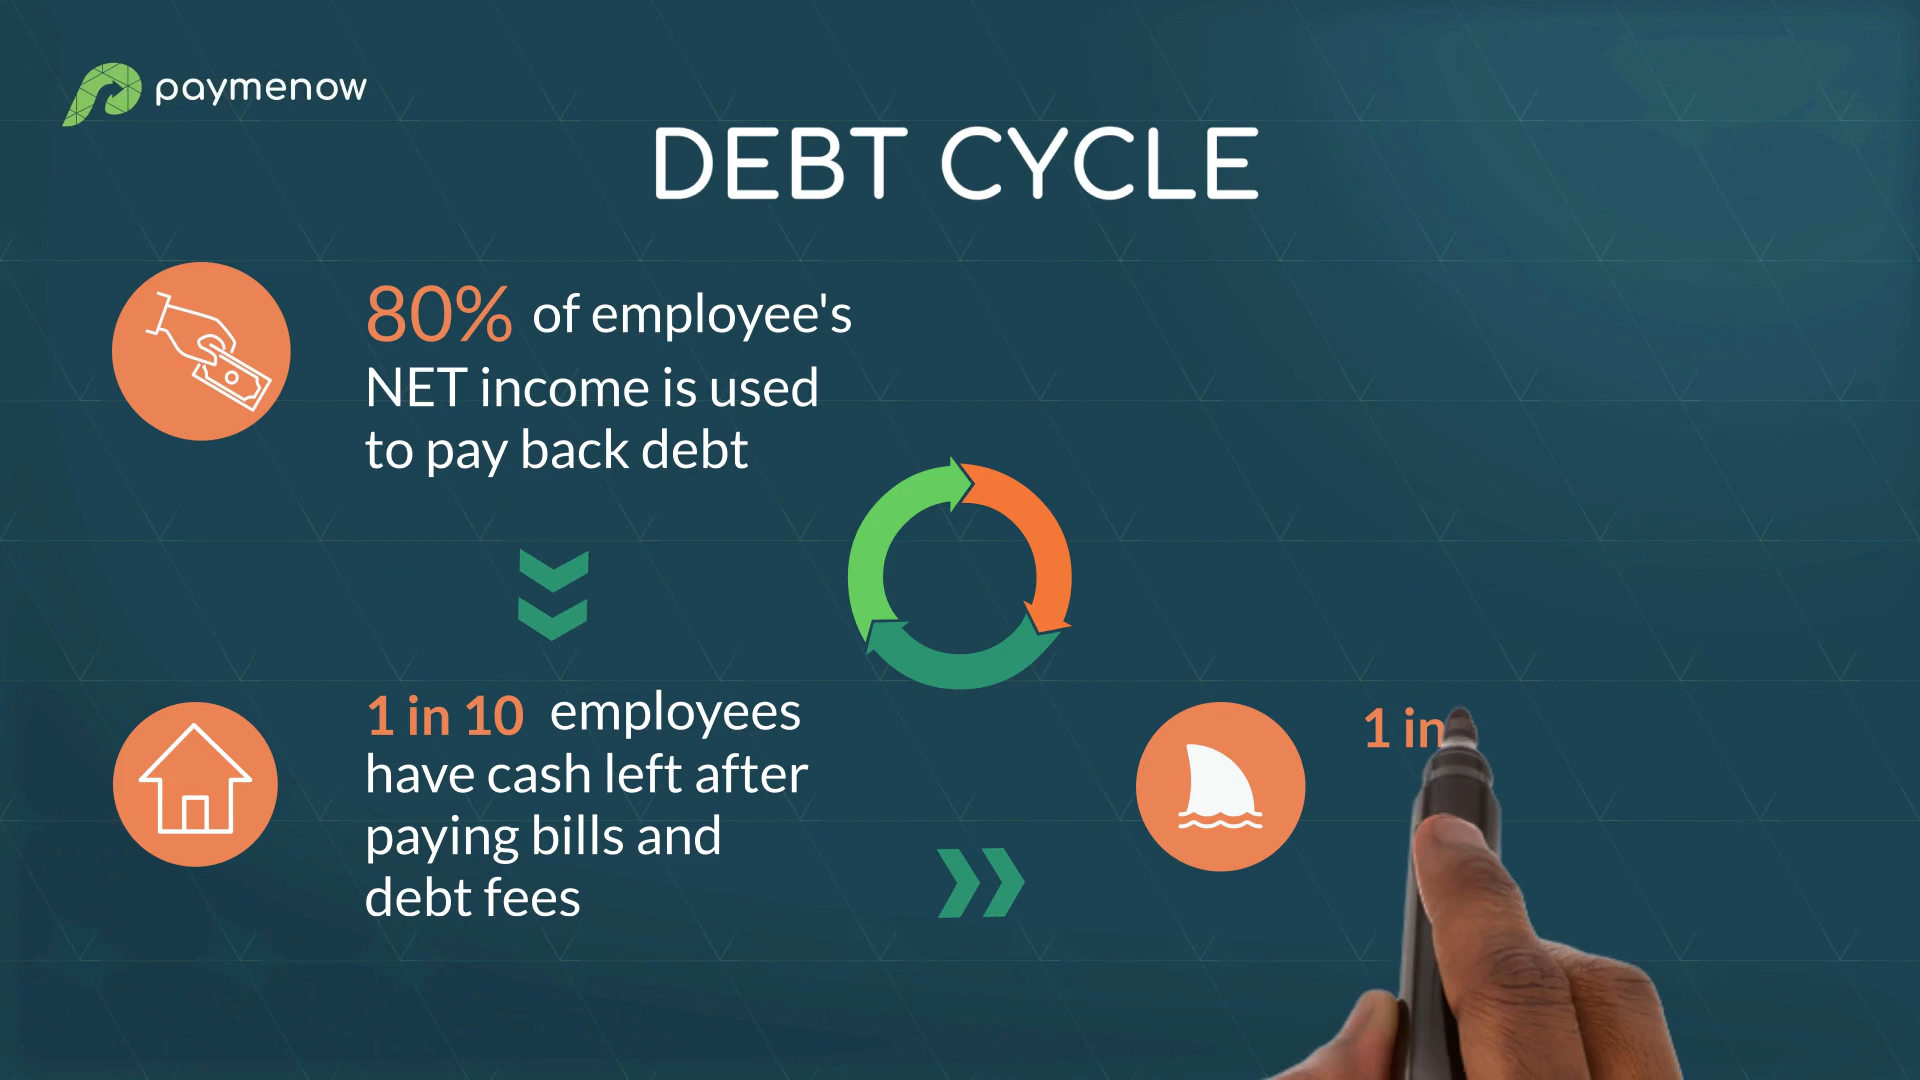 paymenow
DEBT CYCLE
80% of employee's
NET income is used
to pay back debt
1 in 10 employees
have cash left after
paying bills and
debt fees
1 in